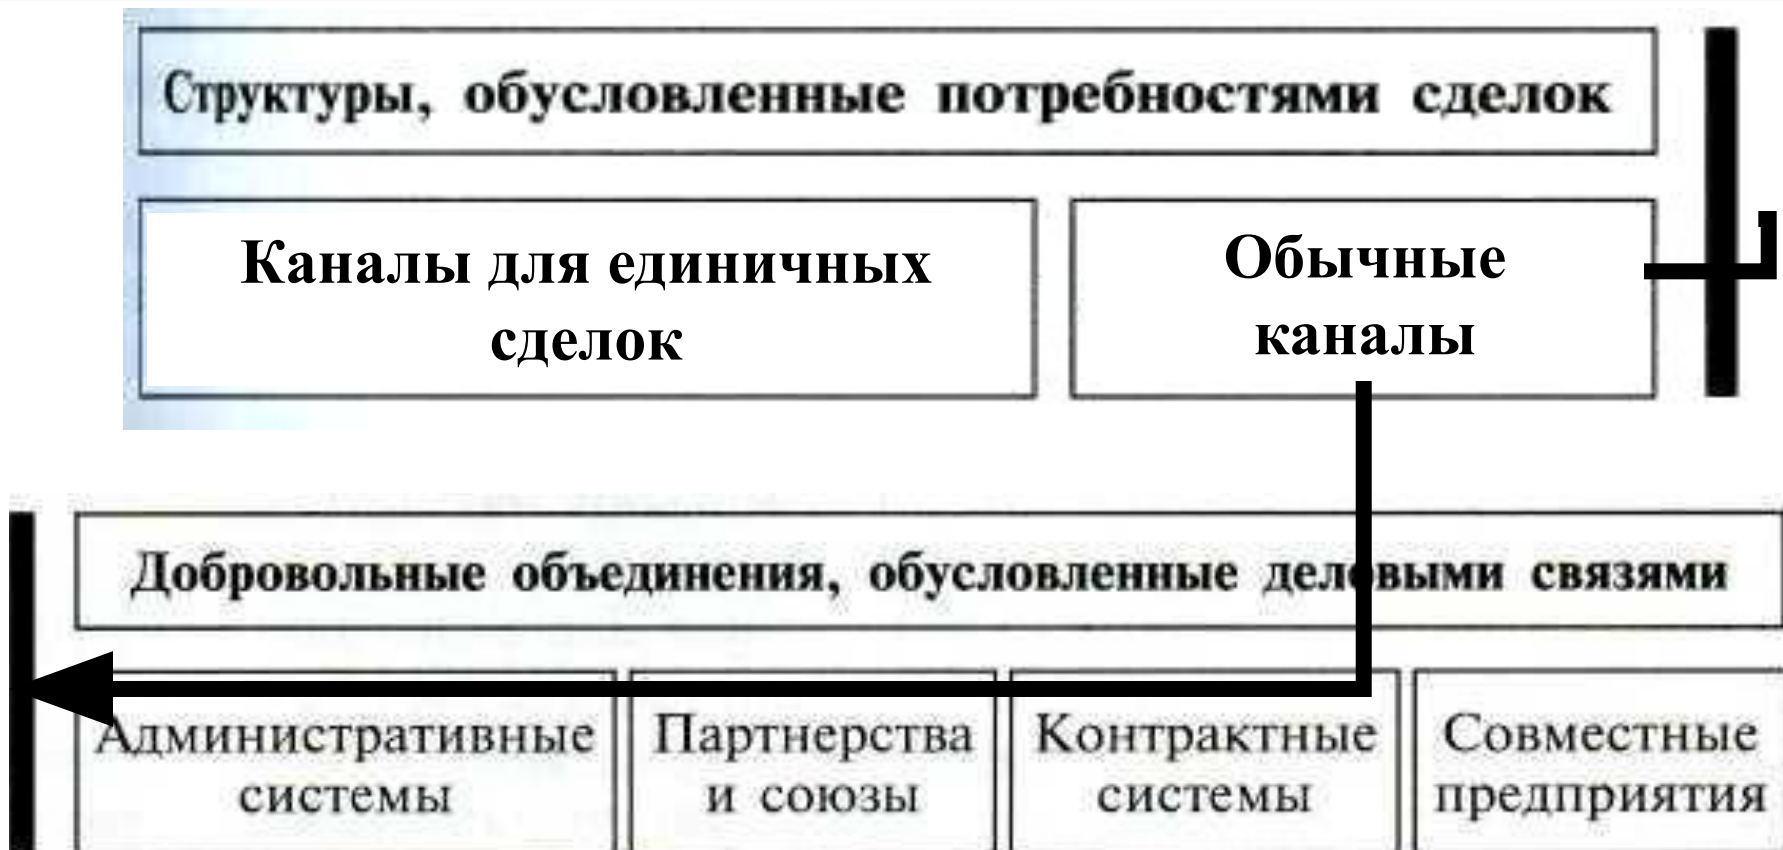 Структуры, обусловленные потребностями сделок
Каналы для единичных
сделок
Обычные
каналы
Добровольные объединения, обусловленные деловыми связями
Административные
системы
Партнерства
и союзы
Контрактные
системы
Совместные
предприятия